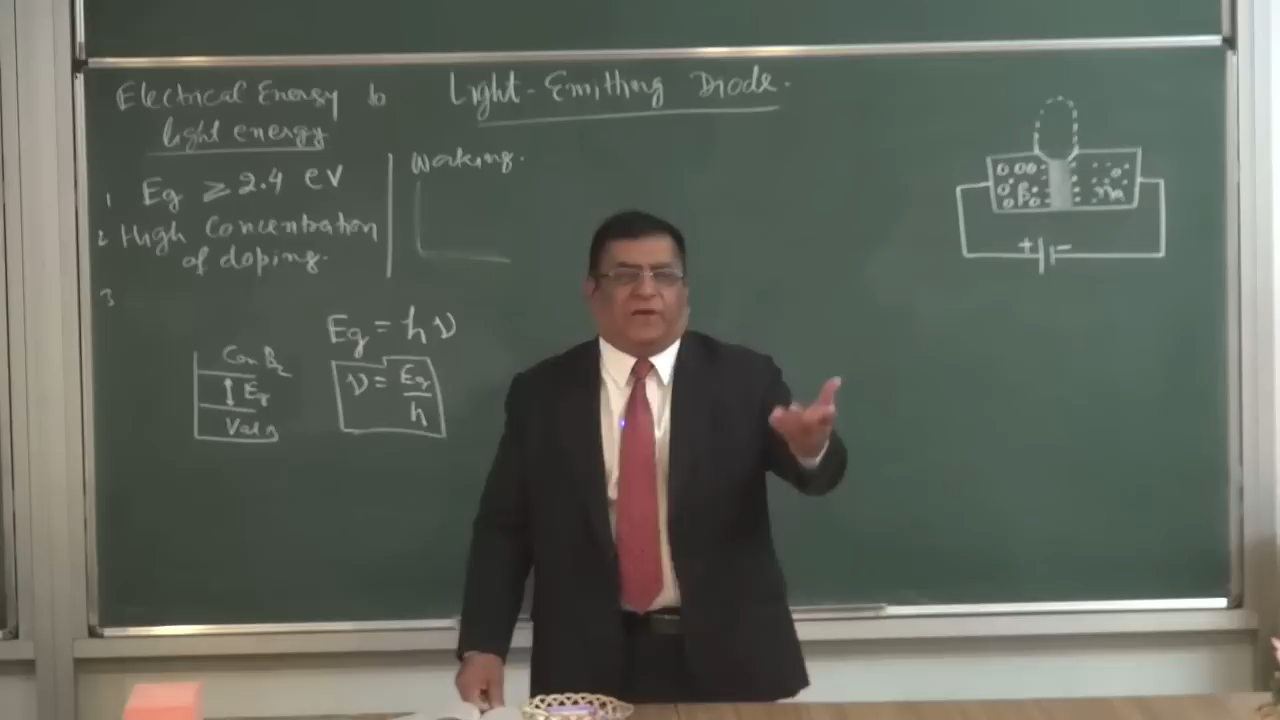 Light-Emitting Diode.
Electrical Energy to
light energy
1 Eg ≥ 2.4 eV
2 High Concentration
of doping.
3
Working.
Eg = hν
ν = Eg
h
Con B
Eg
Val
P
n
+ -